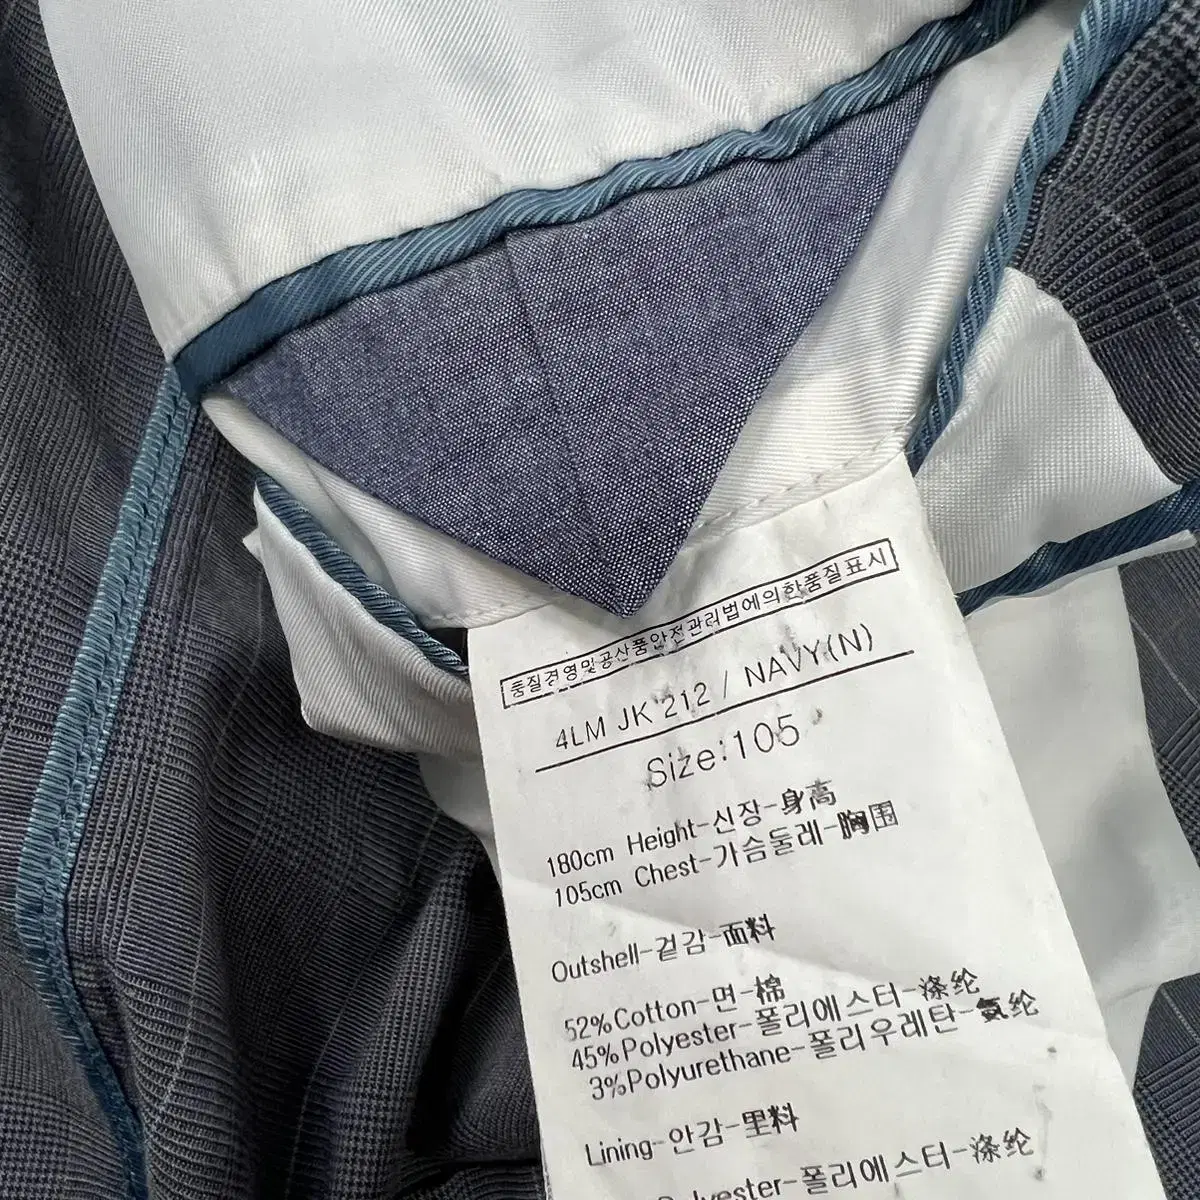 품질경영및공산품안전관리법에의한품질표시
4LM JK 212 / NAVY(N)
Size:105
180cm Height-신장-身高
105cm Chest-가슴둘레-胸围
Outshell-겉감-面料
52%Cotton-면-棉
45%Polyester-폴리에스터-涤纶
3%Polyurethane-폴리우레탄-氨纶
Lining-안감-里料
Polyester-폴리에스터-涤纶